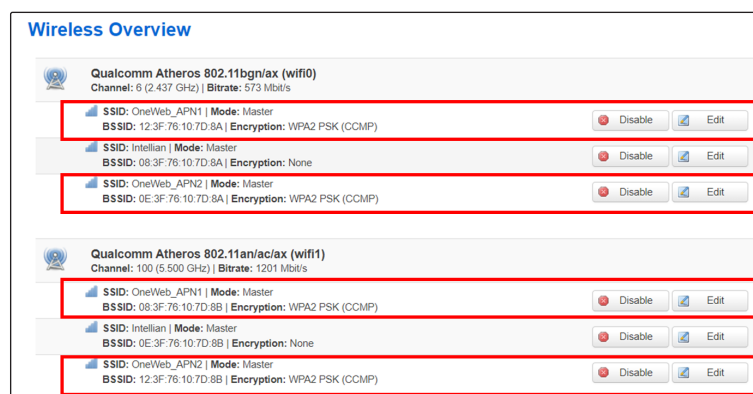 Wireless Overview
Qualcomm Atheros 802.11bgn/ax (wifi0)
Channel: 6 (2.437 GHz) | Bitrate: 573 Mbit/s
SSID: OneWeb_APN1 | Mode: Master
BSSID: 12:3F:76:10:7D:8A | Encryption: WPA2 PSK (CCMP)
Disable Edit
SSID: Intellian | Mode: Master
BSSID: 08:3F:76:10:7D:8A | Encryption: None
Disable Edit
SSID: OneWeb_APN2 | Mode: Master
BSSID: 0E:3F:76:10:7D:8A | Encryption: WPA2 PSK (CCMP)
Disable Edit
Qualcomm Atheros 802.11an/ac/ax (wifi1)
Channel: 100 (5.500 GHz) | Bitrate: 1201 Mbit/s
SSID: OneWeb_APN1 | Mode: Master
BSSID: 08:3F:76:10:7D:8B | Encryption: WPA2 PSK (CCMP)
Disable Edit
SSID: Intellian | Mode: Master
BSSID: 0E:3F:76:10:7D:8B | Encryption: None
Disable Edit
SSID: OneWeb_APN2 | Mode: Master
BSSID: 12:3F:76:10:7D:8B | Encryption: WPA2 PSK (CCMP)
Disable Edit